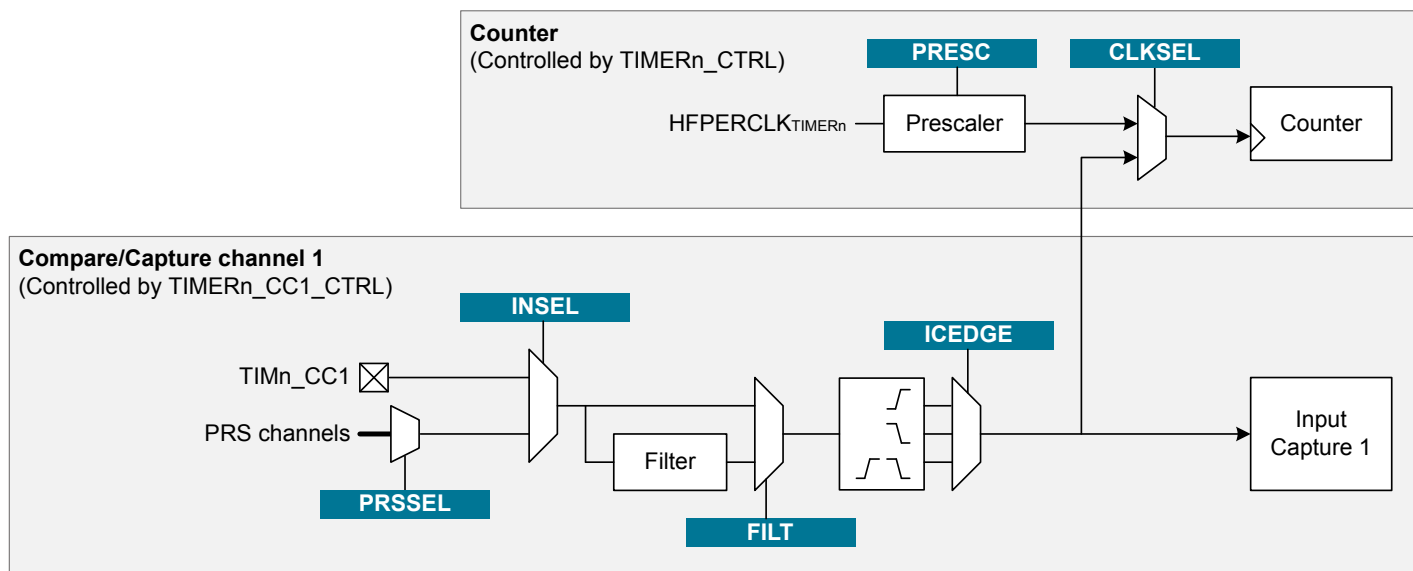 Counter
(Controlled by TIMERn_CTRL)
PRESC
CLKSEL
HFPERCLKTIMERn
Prescaler
Counter
Compare/Capture channel 1
(Controlled by TIMERn_CC1_CTRL)
INSEL
ICEDGE
TIMn_CC1
PRS channels
Filter
Input
Capture 1
PRSSEL
FILT